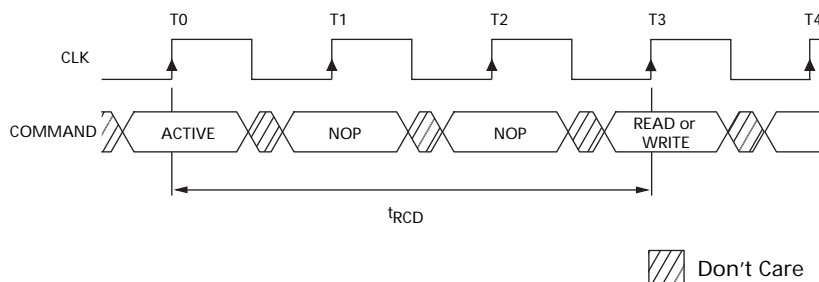 T0 T1 T2 T3 T4
CLK
COMMAND ACTIVE NOP NOP READ or
WRITE
tRCD
Don't Care